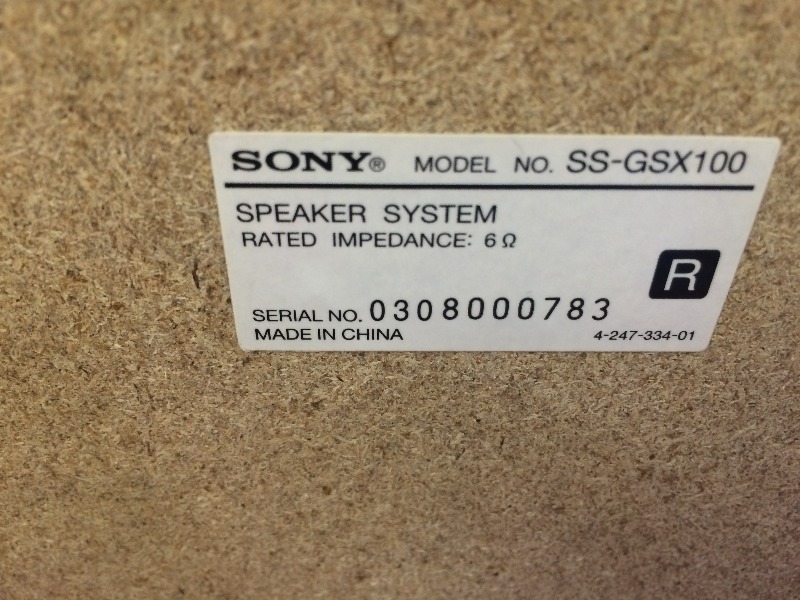 SONY® MODEL NO. SS-GSX100
SPEAKER SYSTEM
RATED IMPEDANCE: 6Ω
R
SERIAL NO. 0308000783
MADE IN CHINA 4-247-334-01